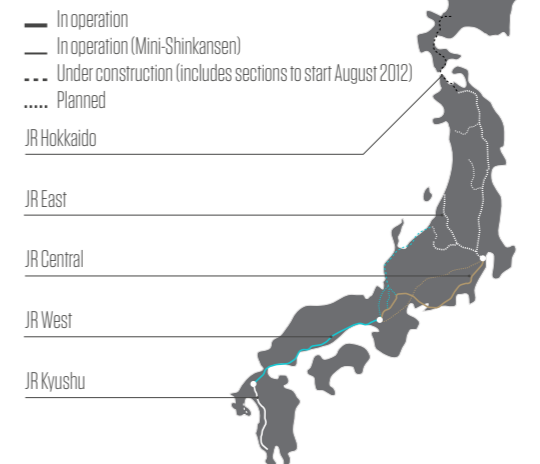 In operation
In operation (Mini-Shinkansen)
Under construction (includes sections to start August 2012)
Planned
JR Hokkaido
JR East
JR Central
JR West
JR Kyushu